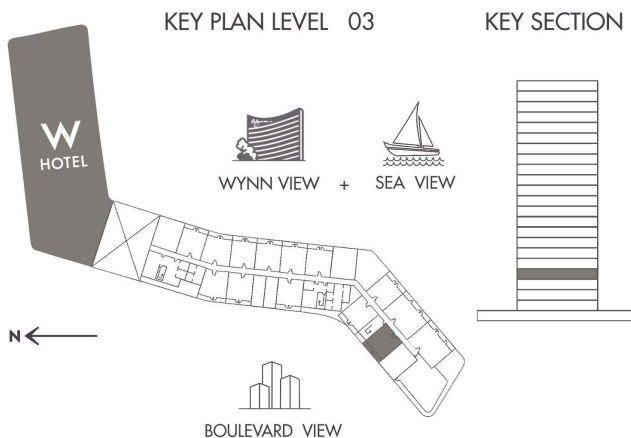 KEY PLAN LEVEL 03
KEY SECTION
W
HOTEL
WYNN VIEW + SEA VIEW
N
BOULEVARD VIEW